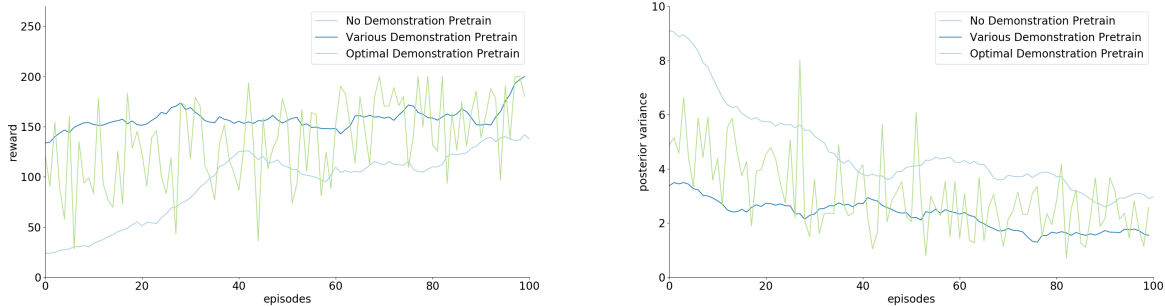 250
200
150
100
50
0
reward
0 20 40 60 80 100
episodes
No Demonstration Pretrain
Various Demonstration Pretrain
Optimal Demonstration Pretrain
10
8
6
4
2
0
posterior variance
0 20 40 60 80 100
episodes
No Demonstration Pretrain
Various Demonstration Pretrain
Optimal Demonstration Pretrain